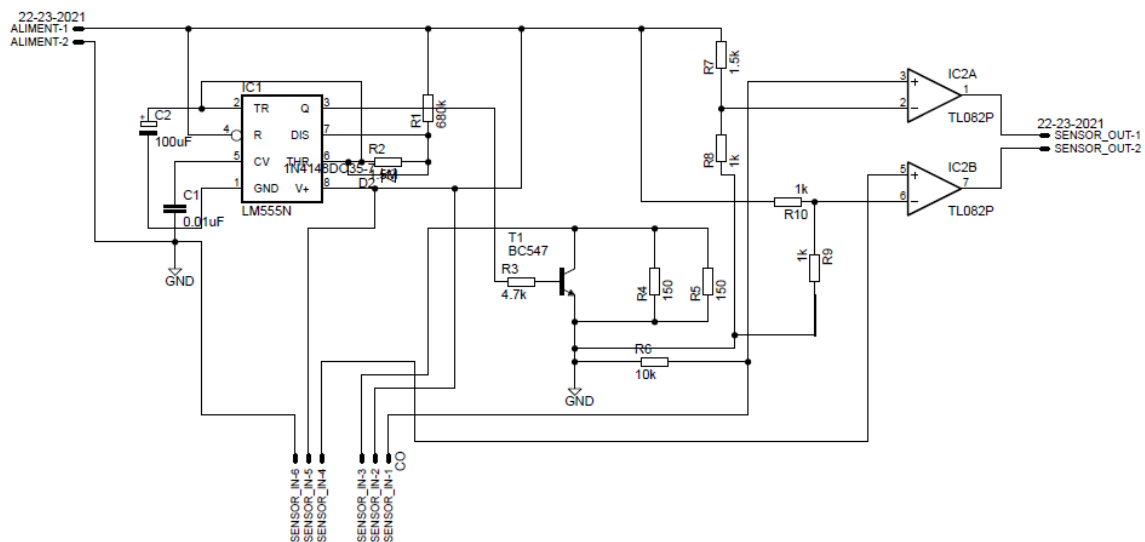 22-23-2021
ALIMENT-1
ALIMENT-2
IC1
2 TR Q 3
4 R DIS 7
5 CV THR 6
1 GND V+ 8
LM555N
C2
100uF
C1
0.01uF
GND
R1
680k
R2
1N4148DO35-7
D2
R7
1.5k
R8
1k
3
2
1
IC2A
TL082P
5
6
7
IC2B
TL082P
22-23-2021
SENSOR_OUT-1
SENSOR_OUT-2
1k
R10
1k
R9
T1
BC547
R3
4.7k
R4
150
R5
150
R6
10k
GND
SENSOR_IN-6
SENSOR_IN-5
SENSOR_IN-4
SENSOR_IN-3
SENSOR_IN-2
SENSOR_IN-1
CO